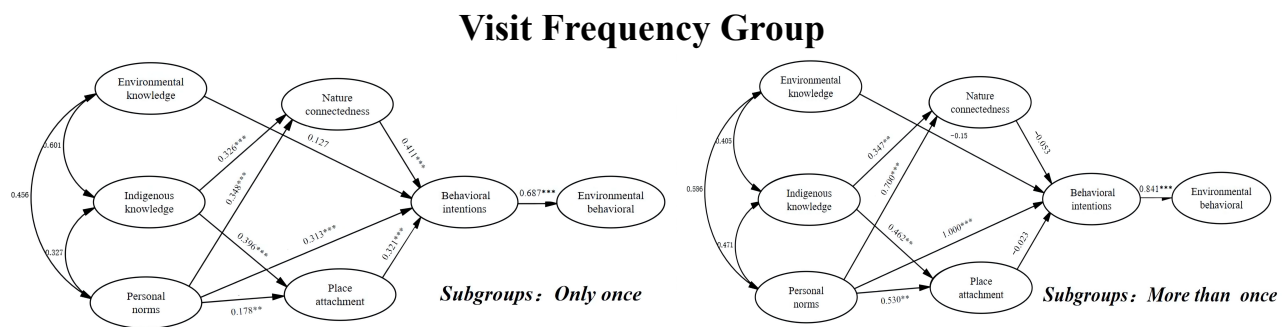 Visit Frequency Group
Environmental
knowledge
Nature
connectedness
0.601
0.326***
0.127
0.411***
0.456
Indigenous
knowledge
0.348***
Behavioral
intentions
0.687***
Environmental
behavioral
0.327
0.396***
0.313***
0.321***
Personal
norms
0.178**
Place
attachment
Subgroups：Only once
Environmental
knowledge
Nature
connectedness
0.405
0.347**
-0.15
-0.053
0.586
Indigenous
knowledge
0.700***
Behavioral
intentions
0.841***
Environmental
behavioral
0.471
0.462**
1.000***
-0.023
Personal
norms
0.530**
Place
attachment
Subgroups：More than once